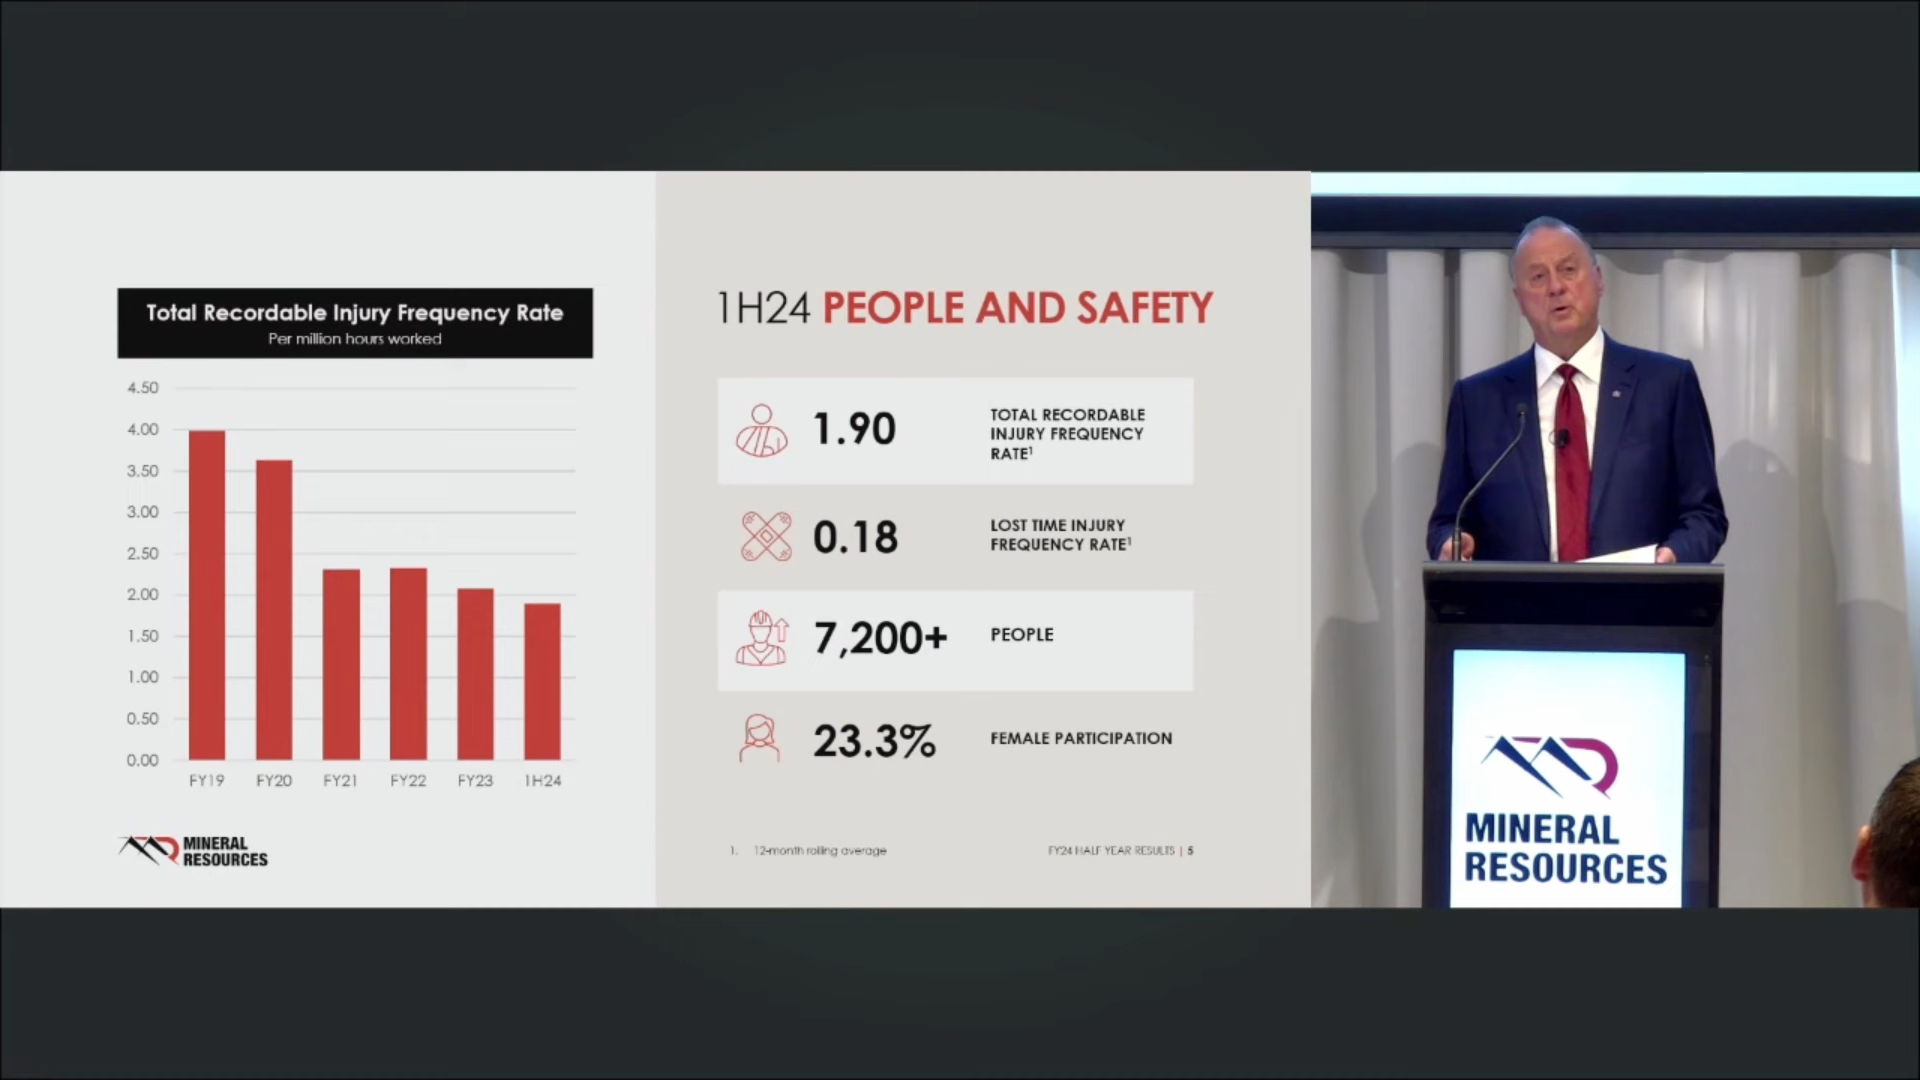 Total Recordable Injury Frequency Rate
Per million hours worked
4.50
4.00
3.50
3.00
2.50
2.00
1.50
1.00
0.50
0.00
FY19 FY20 FY21 FY22 FY23 1H24
MINERAL
RESOURCES
1H24 PEOPLE AND SAFETY
1.90
TOTAL RECORDABLE
INJURY FREQUENCY
RATE¹
0.18
LOST TIME INJURY
FREQUENCY RATE¹
7,200+
PEOPLE
23.3%
FEMALE PARTICIPATION
1. 12-month rolling average
FY24 HALF YEAR RESULTS | 5
MINERAL
RESOURCES